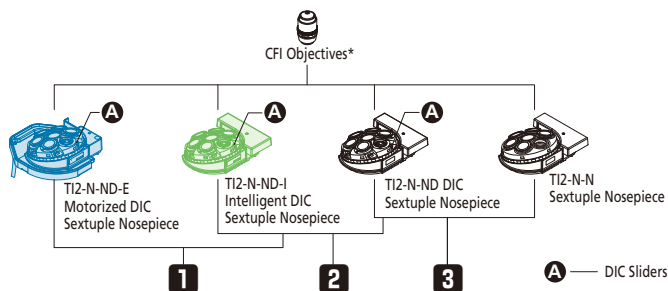 CFI Objectives*
A
A
A
TI2-N-ND-E
Motorized DIC
Sextuple Nosepiece
TI2-N-ND-I
Intelligent DIC
Sextuple Nosepiece
TI2-N-ND DIC
Sextuple Nosepiece
TI2-N-N
Sextuple Nosepiece
1
2
3
A DIC Sliders